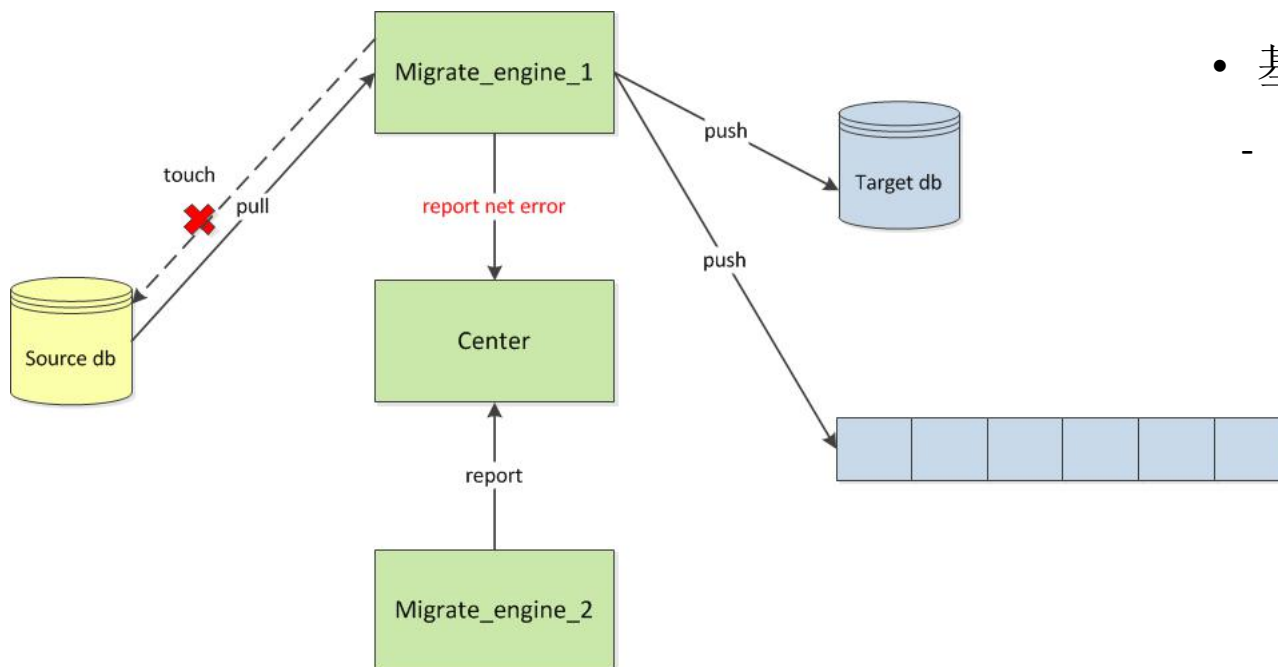 Migrate_engine_1
touch
pull
report net error
push
Target db
push
Source db
Center
report
Migrate_engine_2